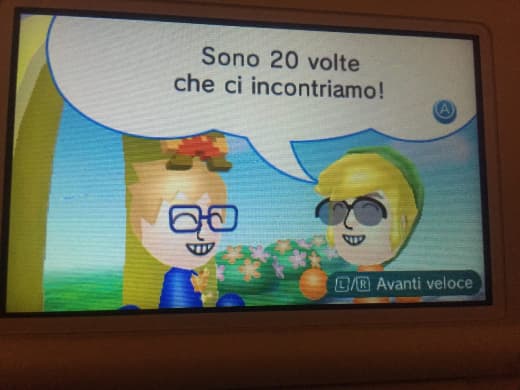 Sono 20 volte
che ci incontriamo!
A
L/R Avanti veloce